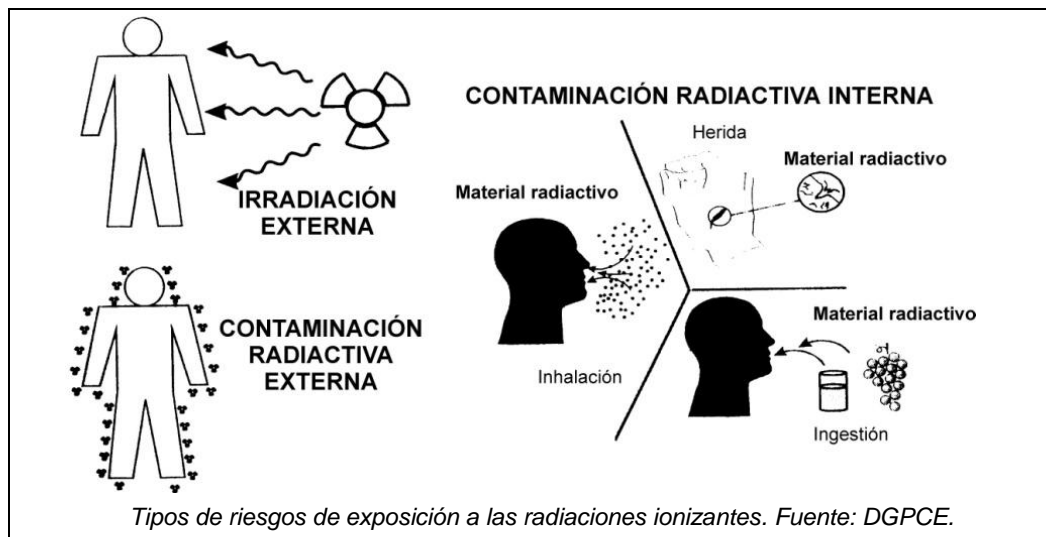 IRRADIACIÓN
EXTERNA
CONTAMINACIÓN
RADIACTIVA
EXTERNA
CONTAMINACIÓN RADIACTIVA INTERNA
Herida
Material radiactivo
Material radiactivo
Inhalación
Material radiactivo
Ingestión
Tipos de riesgos de exposición a las radiaciones ionizantes. Fuente: DGPCE.